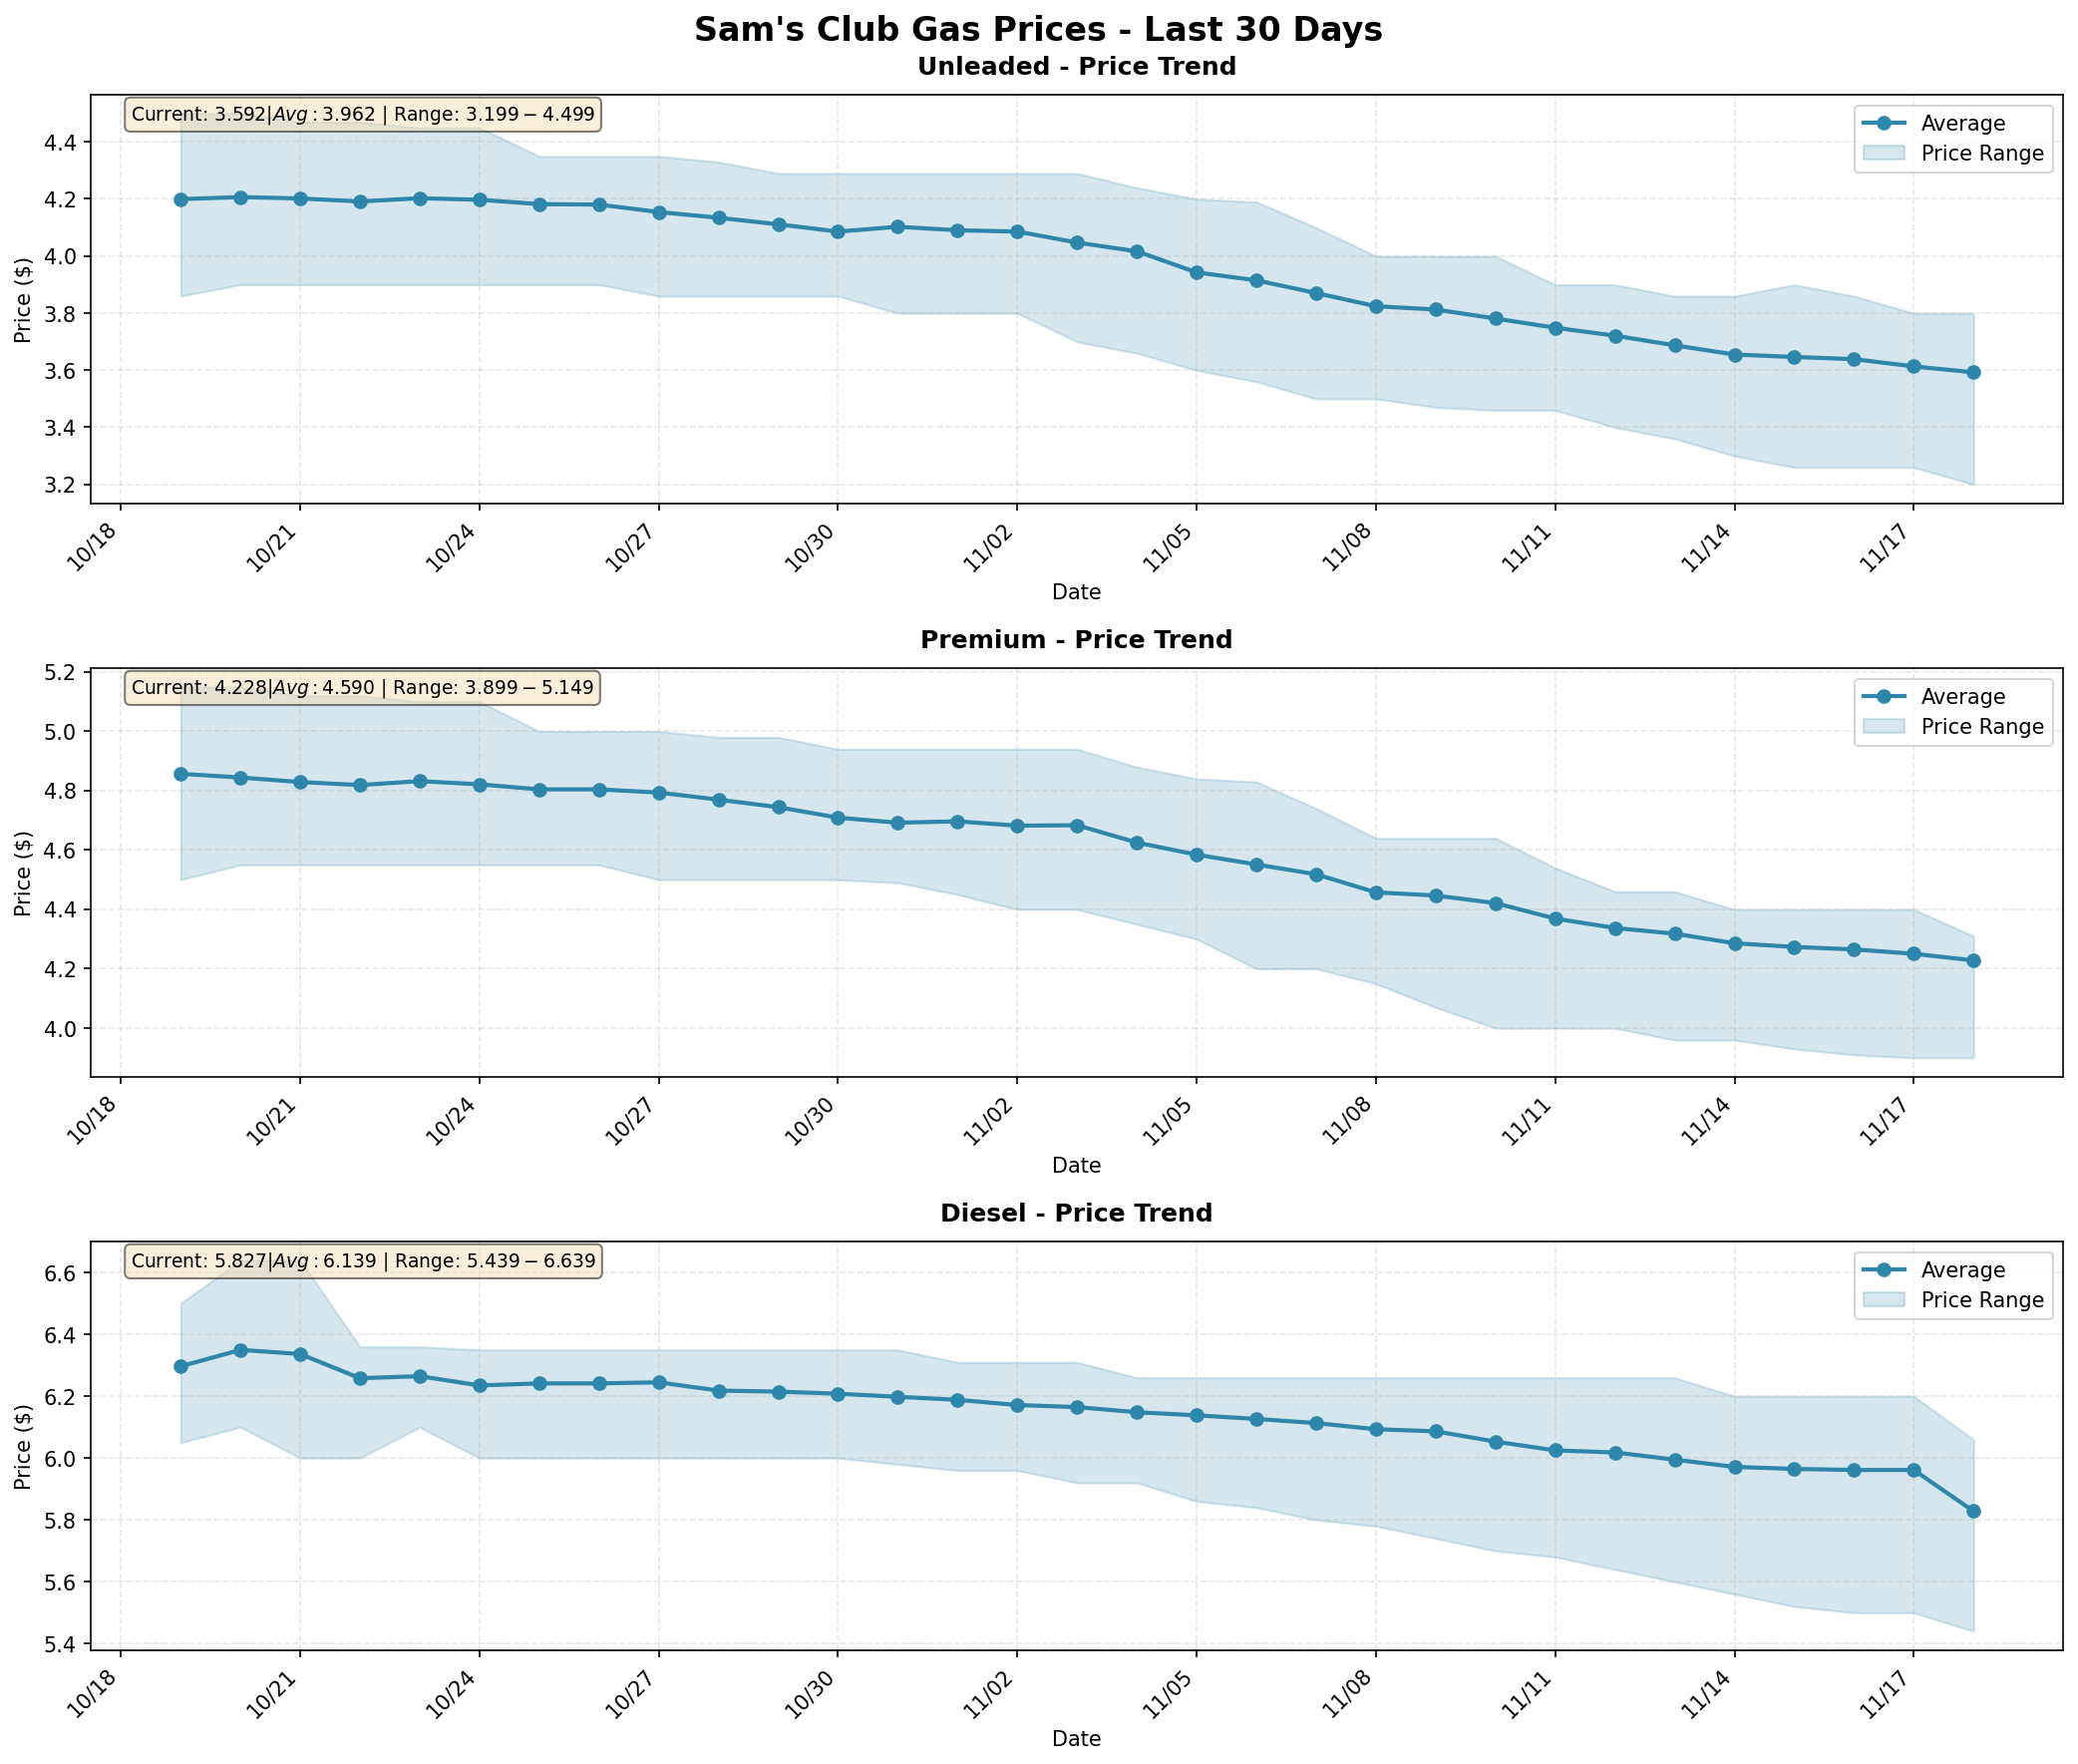 Sam's Club Gas Prices - Last 30 Days
Unleaded - Price Trend
Current: 3.592|Avg:3.962 | Range: 3.199−4.499
Average
Price Range
Price ($)
4.4
4.2
4.0
3.8
3.6
3.4
3.2
10/18 10/21 10/24 10/27 10/30 11/02 11/05 11/08 11/11 11/14 11/17
Date
Premium - Price Trend
Current: 4.228|Avg:4.590 | Range: 3.899−5.149
Average
Price Range
Price ($)
5.2
5.0
4.8
4.6
4.4
4.2
4.0
10/18 10/21 10/24 10/27 10/30 11/02 11/05 11/08 11/11 11/14 11/17
Date
Diesel - Price Trend
Current: 5.827|Avg:6.139 | Range: 5.439−6.639
Average
Price Range
Price ($)
6.6
6.4
6.2
6.0
5.8
5.6
5.4
10/18 10/21 10/24 10/27 10/30 11/02 11/05 11/08 11/11 11/14 11/17
Date